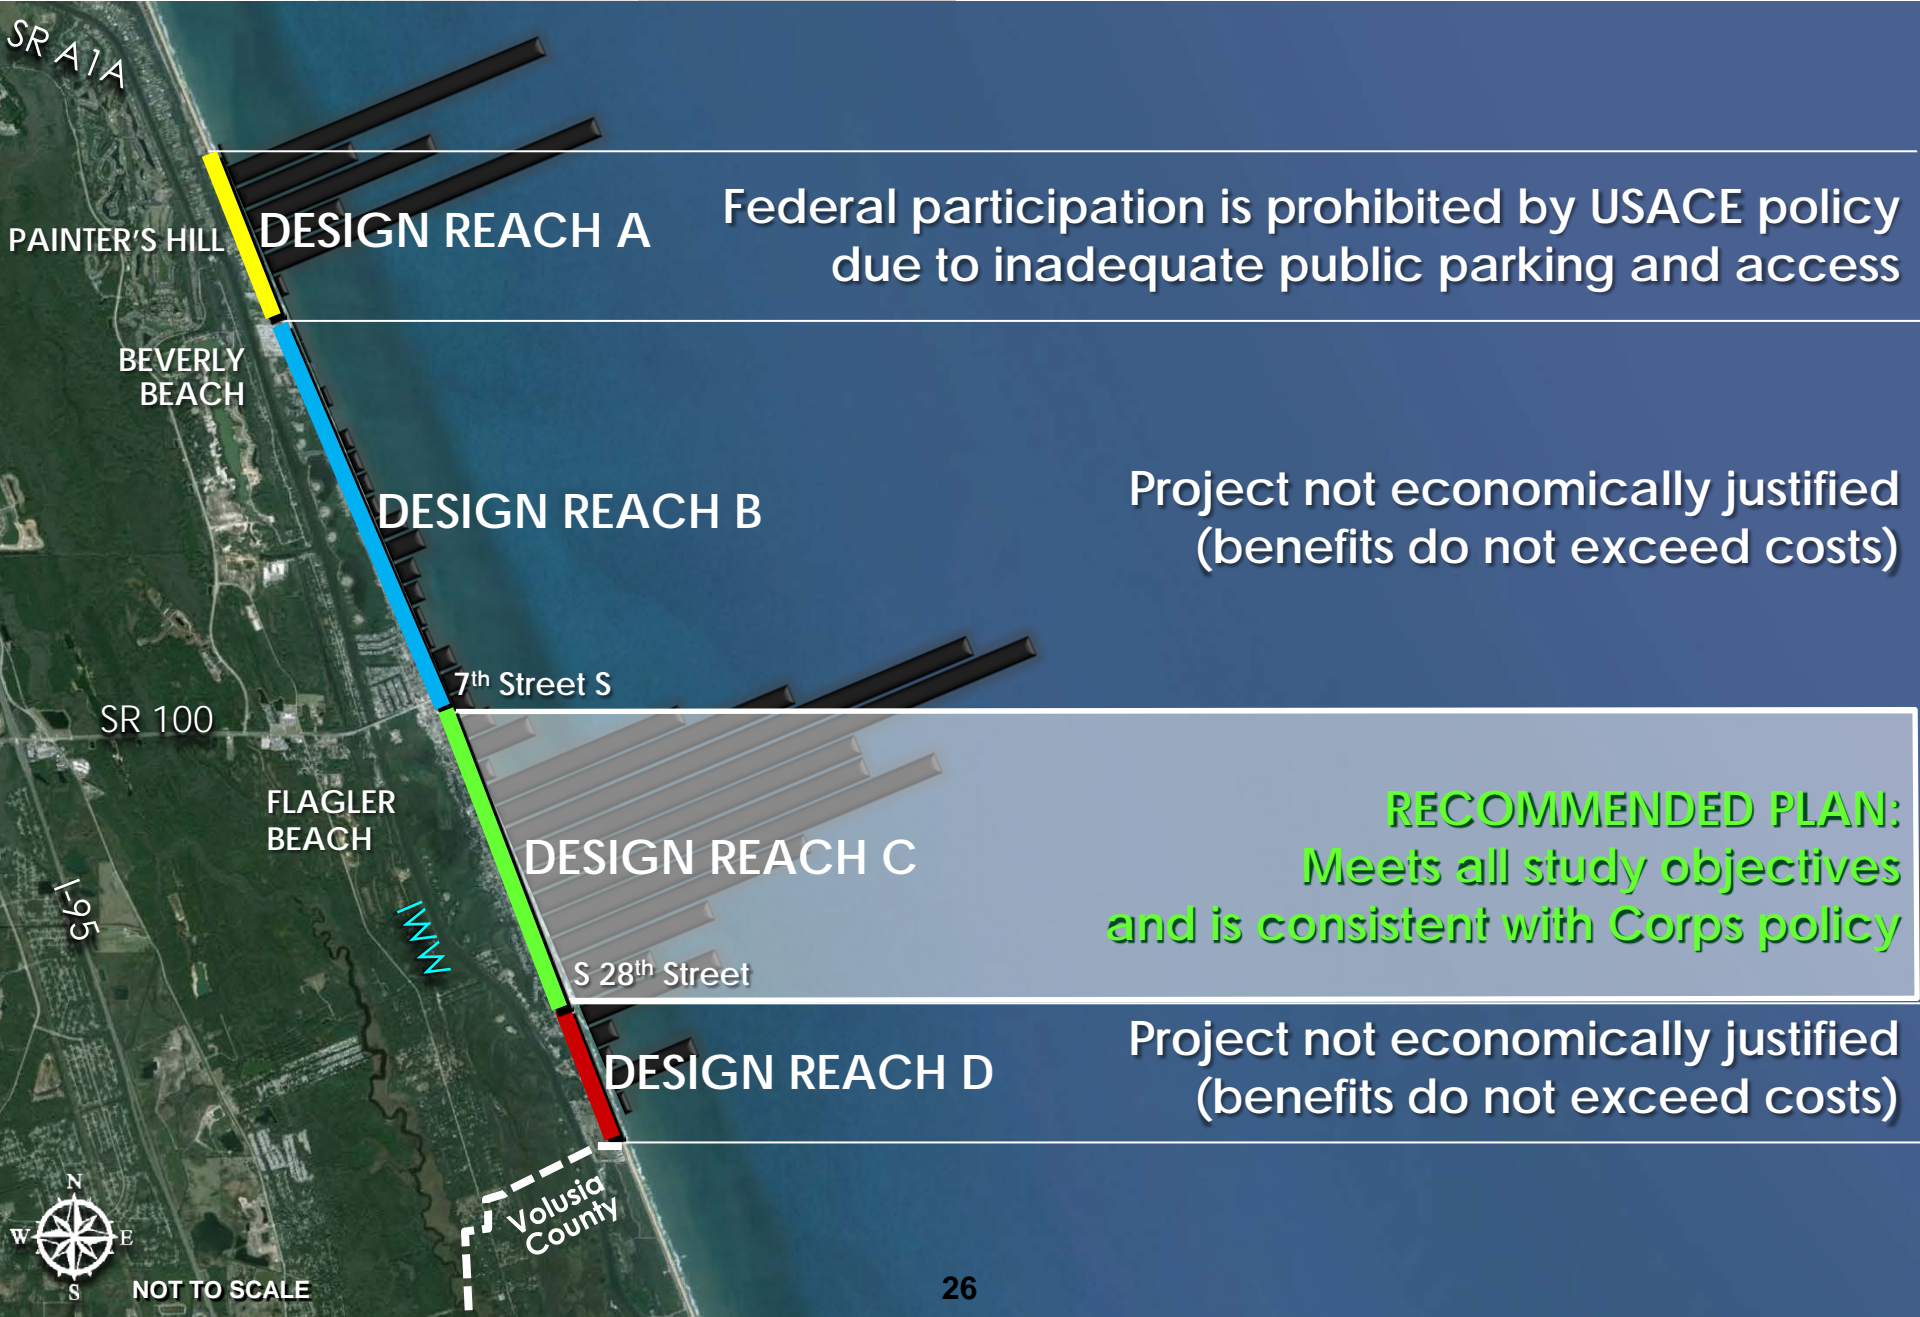 SR A1A
Federal participation is prohibited by USACE policy
due to inadequate public parking and access
PAINTER'S HILL
DESIGN REACH A
BEVERLY
BEACH
DESIGN REACH B
Project not economically justified
(benefits do not exceed costs)
7th Street S
SR 100
FLAGLER
BEACH
I-95
IWW
DESIGN REACH C
RECOMMENDED PLAN:
Meets all study objectives
and is consistent with Corps policy
S 28th Street
DESIGN REACH D
Project not economically justified
(benefits do not exceed costs)
Volusia
County
N
W
E
S
NOT TO SCALE
26